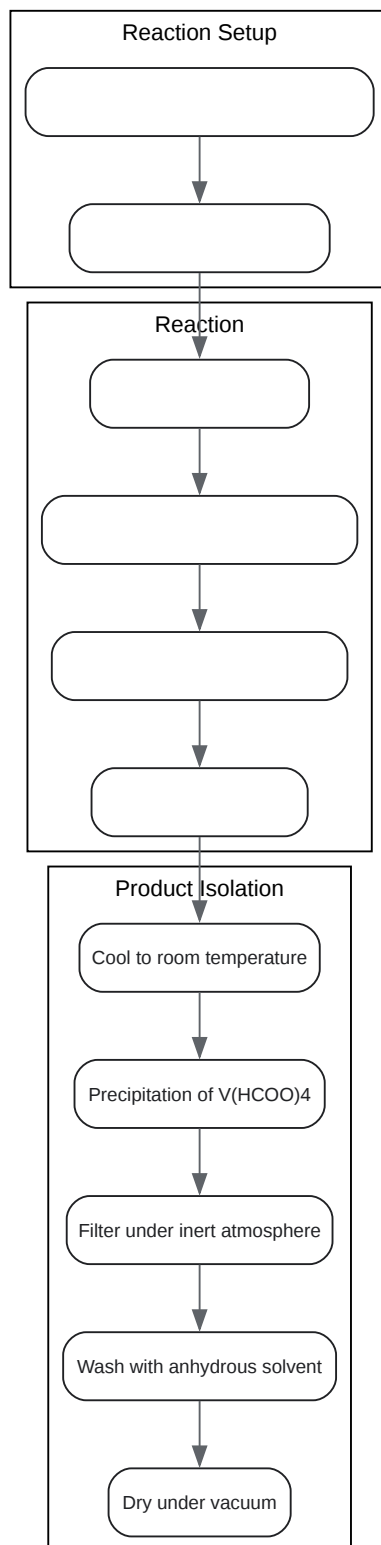 Reaction Setup
Reaction
Product Isolation
Cool to room temperature
Precipitation of V(HCOO)4
Filter under inert atmosphere
Wash with anhydrous solvent
Dry under vacuum